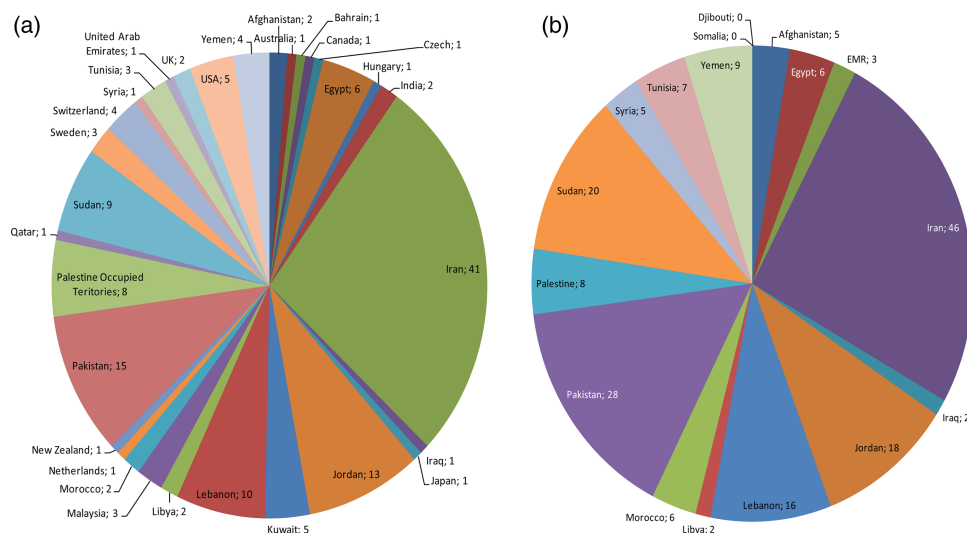 (a)
Afghanistan; 2
Australia; 1
Bahrain; 1
Canada; 1
Czech; 1
Egypt; 6
Hungary; 1
India; 2
Iran; 41
Iraq; 1
Japan; 1
Jordan; 13
Kuwait; 5
Lebanon; 10
Libya; 2
Malaysia; 3
Morocco; 2
Netherlands; 1
New Zealand; 1
Pakistan; 15
Palestine Occupied
Territories; 8
Qatar; 1
Sudan; 9
Sweden; 3
Switzerland; 4
Syria; 1
Tunisia; 3
United Arab
Emirates; 1
UK; 2
USA; 5
Yemen; 4
(b)
Djibouti; 0
Somalia; 0
Afghanistan; 5
Egypt; 6
EMR; 3
Iran; 46
Iraq; 2
Jordan; 18
Lebanon; 16
Libya; 2
Morocco; 6
Pakistan; 28
Palestine; 8
Sudan; 20
Syria; 5
Tunisia; 7
Yemen; 9